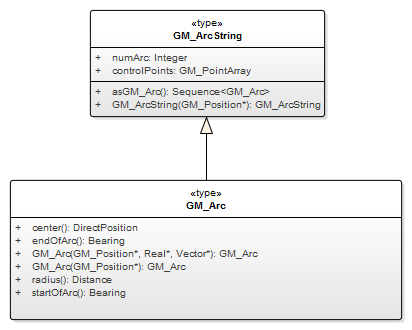 «type»
GM_ArcString
+ numArc: Integer
+ controlPoints: GM_PointArray
+ asGM_Arc(): Sequence<GM_Arc>
+ GM_ArcString(GM_Position*): GM_ArcString
«type»
GM_Arc
+ center(): DirectPosition
+ endOfArc(): Bearing
+ GM_Arc(GM_Position*, Real*, Vector*): GM_Arc
+ GM_Arc(GM_Position*): GM_Arc
+ radius(): Distance
+ startOfArc(): Bearing